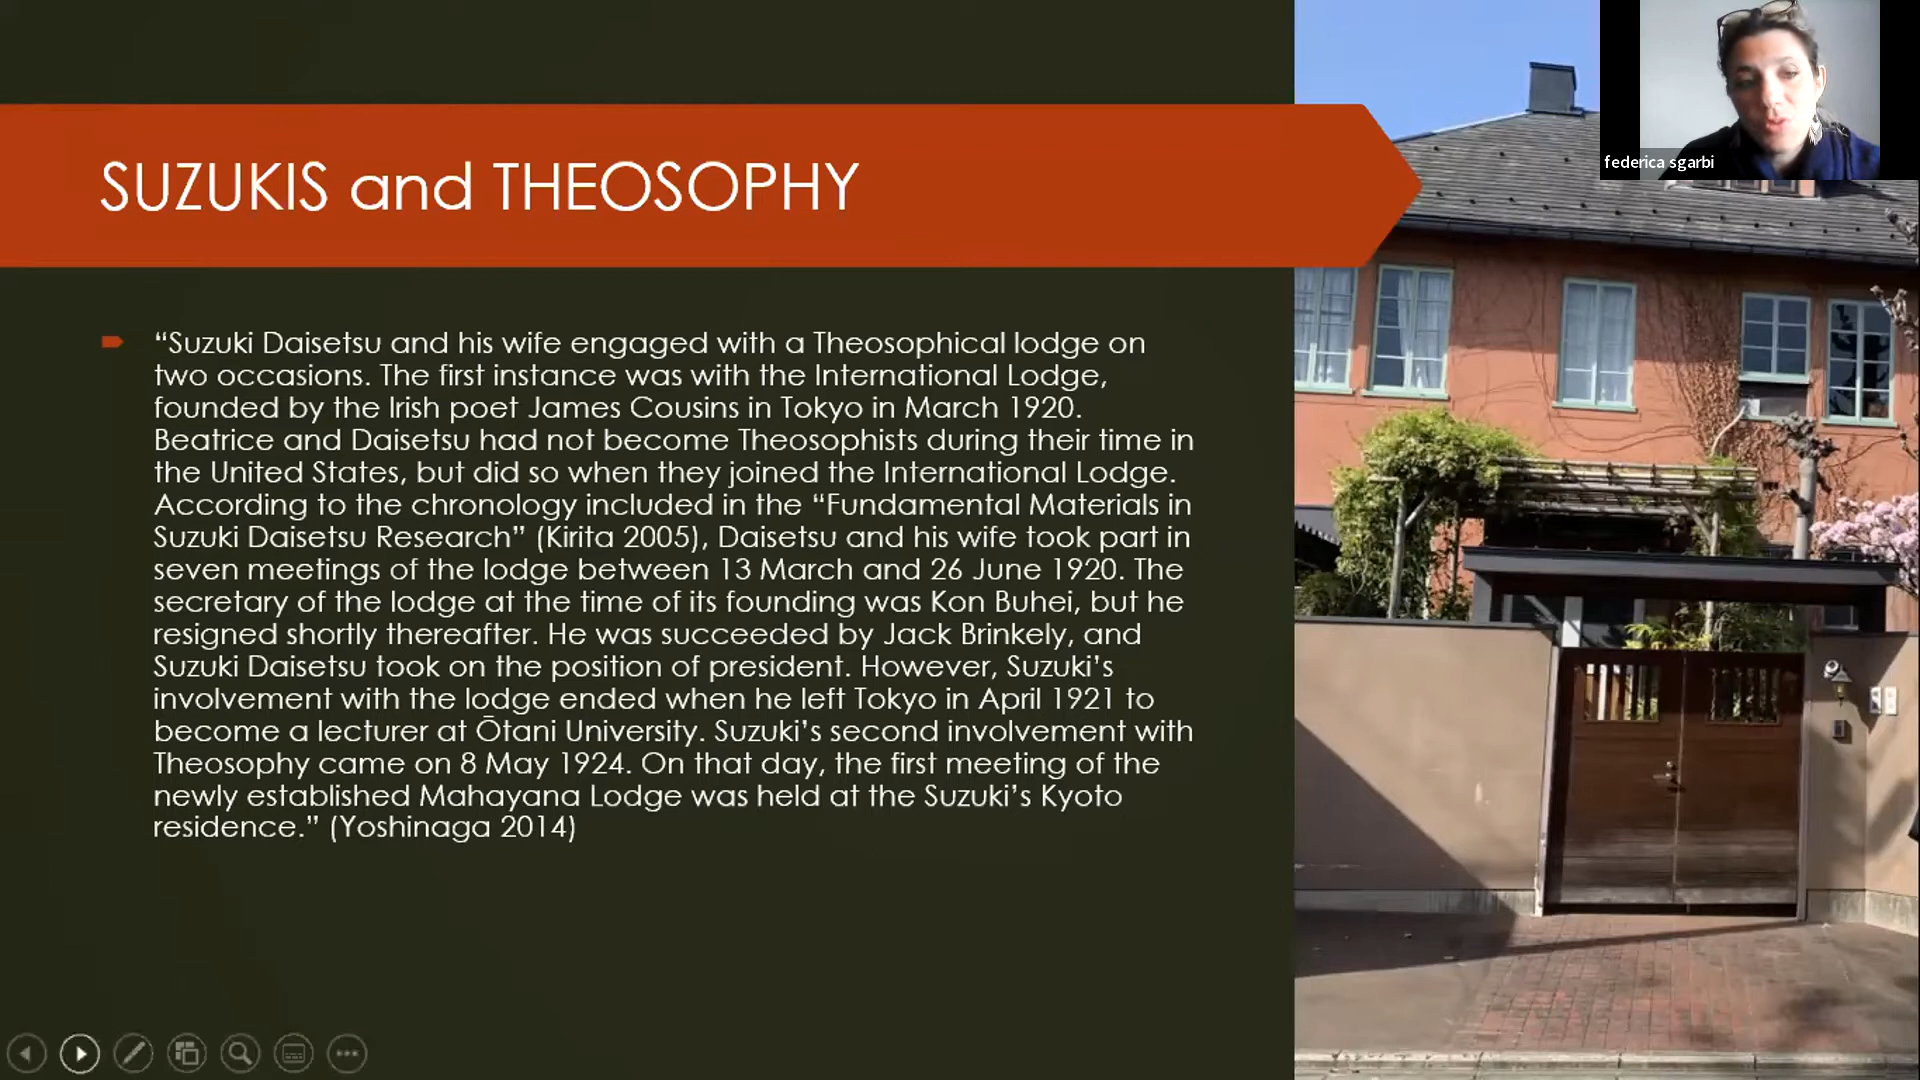 federica sgarbi
SUZUKIS and THEOSOPHY
“Suzuki Daisetsu and his wife engaged with a Theosophical lodge on
two occasions. The first instance was with the International Lodge,
founded by the Irish poet James Cousins in Tokyo in March 1920.
Beatrice and Daisetsu had not become Theosophists during their time in
the United States, but did so when they joined the International Lodge.
According to the chronology included in the “Fundamental Materials in
Suzuki Daisetsu Research” (Kirita 2005), Daisetsu and his wife took part in
seven meetings of the lodge between 13 March and 26 June 1920. The
secretary of the lodge at the time of its founding was Kon Buhei, but he
resigned shortly thereafter. He was succeeded by Jack Brinkely, and
Suzuki Daisetsu took on the position of president. However, Suzuki’s
involvement with the lodge ended when he left Tokyo in April 1921 to
become a lecturer at Ōtani University. Suzuki’s second involvement with
Theosophy came on 8 May 1924. On that day, the first meeting of the
newly established Mahayana Lodge was held at the Suzuki’s Kyoto
residence.” (Yoshinaga 2014)